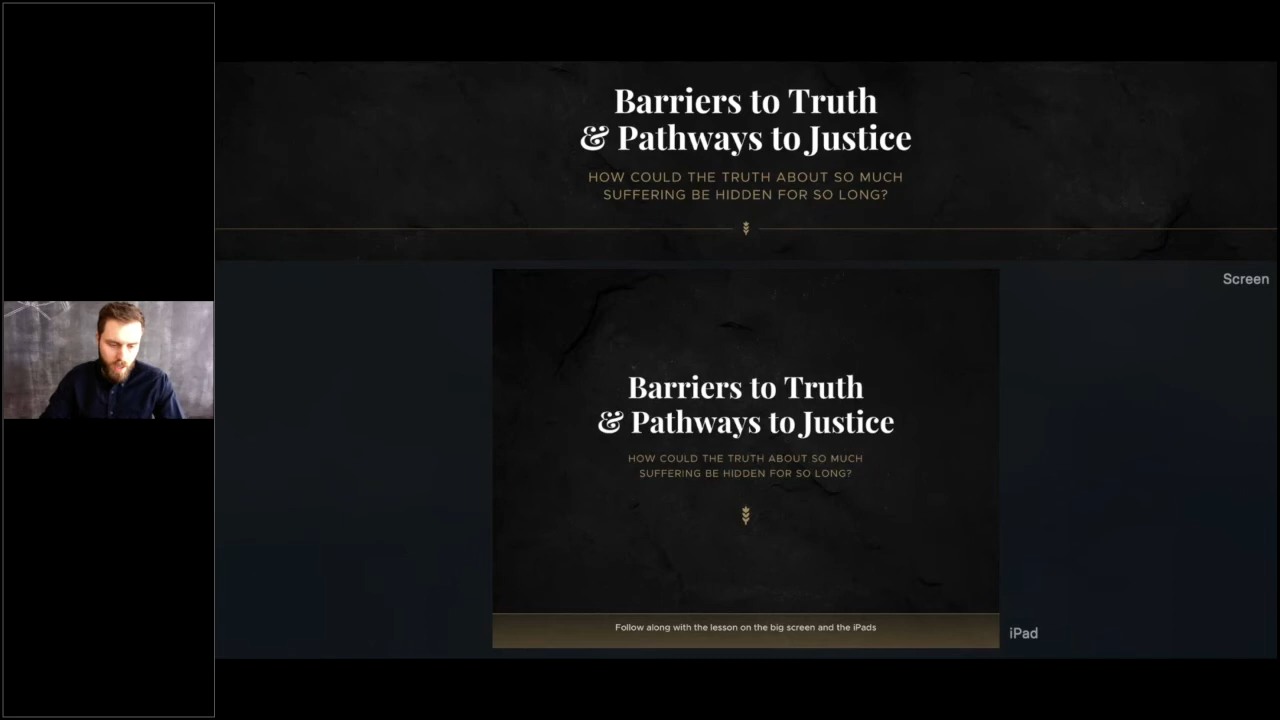 Barriers to Truth
& Pathways to Justice
HOW COULD THE TRUTH ABOUT SO MUCH
SUFFERING BE HIDDEN FOR SO LONG?
Screen
Barriers to Truth
& Pathways to Justice
HOW COULD THE TRUTH ABOUT SO MUCH
SUFFERING BE HIDDEN FOR SO LONG?
Follow along with the lesson on the big screen and the iPads
iPad